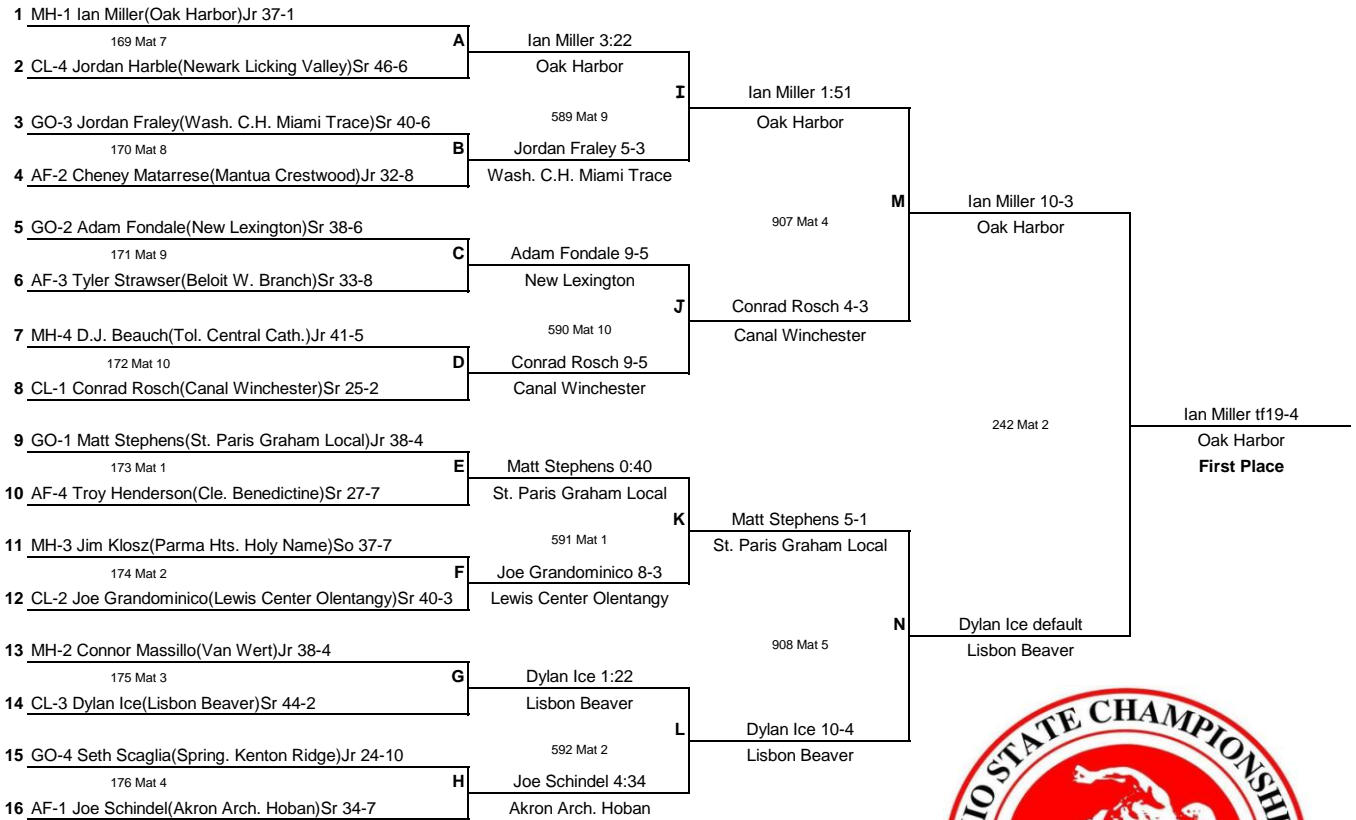 1 MH-1 Ian Miller(Oak Harbor)Jr 37-1
169 Mat 7
A
2 CL-4 Jordan Harble(Newark Licking Valley)Sr 46-6
3 GO-3 Jordan Fraley(Wash. C.H. Miami Trace)Sr 40-6
170 Mat 8
B
4 AF-2 Cheney Matarrese(Mantua Crestwood)Jr 32-8
5 GO-2 Adam Fondale(New Lexington)Sr 38-6
171 Mat 9
C
6 AF-3 Tyler Strawser(Beloit W. Branch)Sr 33-8
7 MH-4 D.J. Beauch(Tol. Central Cath.)Jr 41-5
172 Mat 10
D
8 CL-1 Conrad Rosch(Canal Winchester)Sr 25-2
9 GO-1 Matt Stephens(St. Paris Graham Local)Jr 38-4
173 Mat 1
E
10 AF-4 Troy Henderson(Cle. Benedictine)Sr 27-7
11 MH-3 Jim Klosz(Parma Hts. Holy Name)So 37-7
174 Mat 2
F
12 CL-2 Joe Grandominico(Lewis Center Olentangy)Sr 40-3
13 MH-2 Connor Massillo(Van Wert)Jr 38-4
175 Mat 3
G
14 CL-3 Dylan Ice(Lisbon Beaver)Sr 44-2
15 GO-4 Seth Scaglia(Spring. Kenton Ridge)Jr 24-10
176 Mat 4
H
16 AF-1 Joe Schindel(Akron Arch. Hoban)Sr 34-7
Ian Miller 3:22
Oak Harbor
I
589 Mat 9
Jordan Fraley 5-3
Wash. C.H. Miami Trace
Adam Fondale 9-5
New Lexington
J
590 Mat 10
Conrad Rosch 9-5
Canal Winchester
Matt Stephens 0:40
St. Paris Graham Local
K
591 Mat 1
Joe Grandominico 8-3
Lewis Center Olentangy
Dylan Ice 1:22
Lisbon Beaver
L
592 Mat 2
Joe Schindel 4:34
Akron Arch. Hoban
Ian Miller 1:51
Oak Harbor
M
907 Mat 4
Conrad Rosch 4-3
Canal Winchester
Matt Stephens 5-1
St. Paris Graham Local
N
908 Mat 5
Dylan Ice 10-4
Lisbon Beaver
Ian Miller 10-3
Oak Harbor
242 Mat 2
Dylan Ice default
Lisbon Beaver
Ian Miller tf19-4
Oak Harbor
First Place
IO STATE CHAMPIONSH